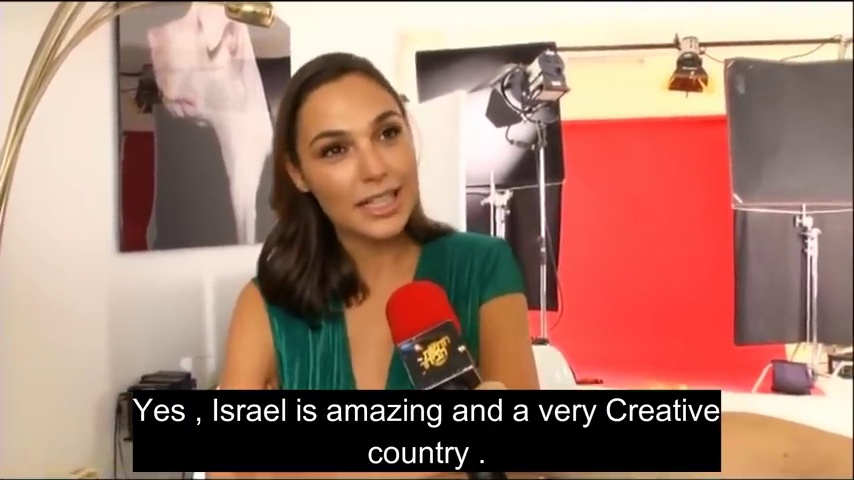 Yes , Israel is amazing and a very Creative
country .